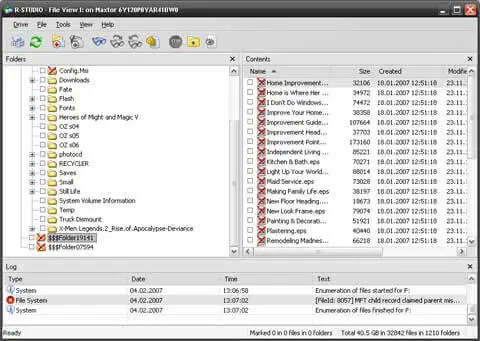 R-STUDIO - File View I: on Maxtor 6Y120P0YAR41BW0
Drive File Tools View Help
Folders
Config.Msi
Downloads
Fate
Flash
Fonts
Heroes of Might and Magic V
OZ s04
OZ s05
OZ s06
photocd
RECYCLER
Saves
Small
Still Life
System Volume Information
Temp
Truck Dismount
X-Men.Legends.2_Rise.of.Apocalypse-Deviance
$$$Folder19141
$$$Folder07594
Contents
Name Size Created Modifi
Home Improvement... 32106 18.01.2007 12:51:18 23.11.
Home is Where Her ... 34972 18.01.2007 12:51:18 23.11.
I Don't Do Windows... 74472 18.01.2007 12:51:18 23.11.
Improve Your Home... 38358 18.01.2007 12:51:18 23.11.
Improvement Guide... 107664 18.01.2007 12:51:18 23.11.
Improvement Head... 37703 18.01.2007 12:51:18 23.11.
Improvement Point... 173160 18.01.2007 12:51:18 23.11.
Independent Living ... 85221 18.01.2007 12:51:18 23.11.
Kitchen & Bath.eps 70271 18.01.2007 12:51:18 23.11.
Light Up Your World... 88014 18.01.2007 12:51:18 23.11.
Maid Service.eps 73028 18.01.2007 12:51:18 23.11.
Making Family Life.eps 43197 18.01.2007 12:51:18 23.11.
New Floor Heading... 18673 18.01.2007 12:51:18 23.11.
New Look Frame.eps 79074 18.01.2007 12:51:18 23.11.
Painting & Decorati... 51921 18.01.2007 12:51:18 23.11.
Plastering.eps 40440 18.01.2007 12:51:18 23.11.
Remodeling Madnes... 66218 18.01.2007 12:51:18 23.11.
Log
Type Date Time Text
System 04.02.2007 13:06:58 Enumeration of files started for F:
File System 04.02.2007 13:07:02 [FileId: 8057] MFT child record claimed parent mis...
System 04.02.2007 13:07:02 Enumeration of files finished for F:
Ready Marked 0 in 0 files in 0 folders Total 40.5 GB in 32842 files in 1210 folders